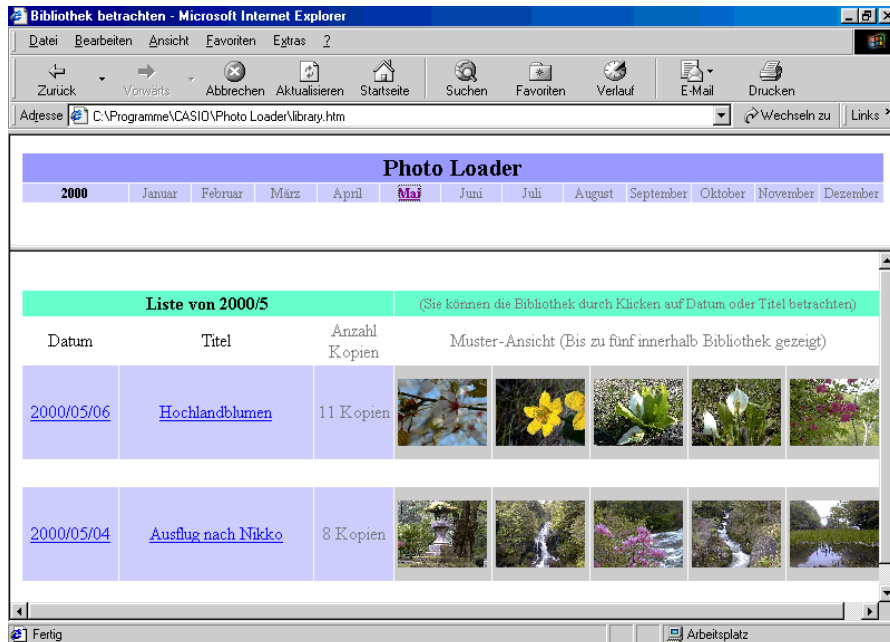 Bibliothek betrachten - Microsoft Internet Explorer
Datei Bearbeiten Ansicht Favoriten Extras ?
Zurück Vorwärts Abbrechen Aktualisieren Startseite Suchen Favoriten Verlauf E-Mail Drucken
Adresse C:\Programme\CASIO\Photo Loader\library.htm Wechseln zu Links »
Photo Loader
2000 Januar Februar März April Mai Juni Juli August September Oktober November Dezember
Liste von 2000/5 (Sie können die Bibliothek durch Klicken auf Datum oder Titel betrachten)
Datum Titel Anzahl Kopien Muster-Ansicht (Bis zu fünf innerhalb Bibliothek gezeigt)
2000/05/06 Hochlandblumen 11 Kopien
2000/05/04 Ausflug nach Nikko 8 Kopien
Fertig Arbeitsplatz